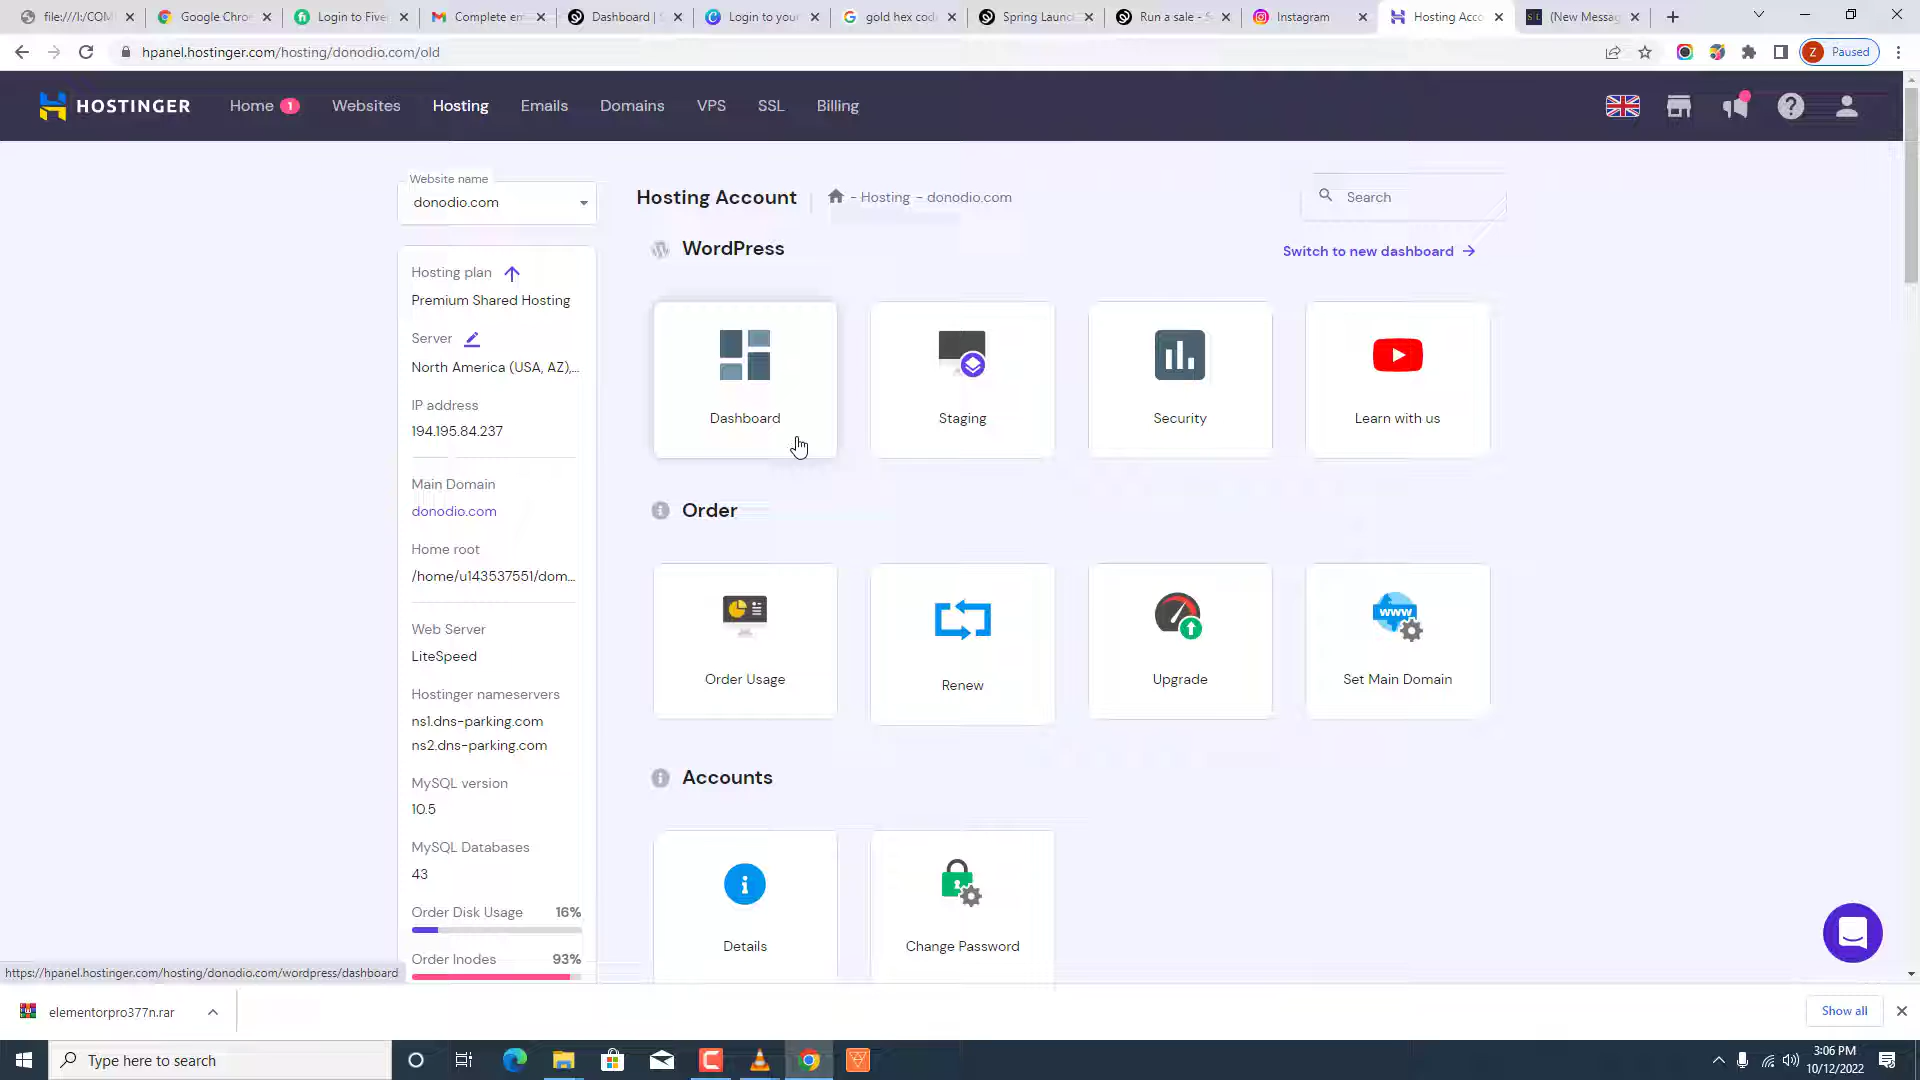 file:///I:/COM
Google Chro
Login to Five
Complete em
Dashboard |
Login to your
gold hex cod
Spring Launc
Run a sale - S
Instagram
Hosting Acco
(New Messag
hpanel.hostinger.com/hosting/donodio.com/old
Z Paused
HOSTINGER
Home 1
Websites
Hosting
Emails
Domains
VPS
SSL
Billing
Website name
donodio.com
Hosting Account
- Hosting - donodio.com
Search
WordPress
Switch to new dashboard
Hosting plan
Premium Shared Hosting
Server
North America (USA, AZ),...
IP address
194.195.84.237
Main Domain
donodio.com
Home root
/home/u143537551/dom...
Web Server
LiteSpeed
Hostinger nameservers
ns1.dns-parking.com
ns2.dns-parking.com
MySQL version
10.5
MySQL Databases
43
Order Disk Usage 16%
Order Inodes 93%
Dashboard
Staging
Security
Learn with us
Order
Order Usage
Renew
Upgrade
www
Set Main Domain
Accounts
Details
Change Password
https://hpanel.hostinger.com/hosting/donodio.com/wordpress/dashboard
elementorpro377n.rar
Show all
Type here to search
3:06 PM
10/12/2022